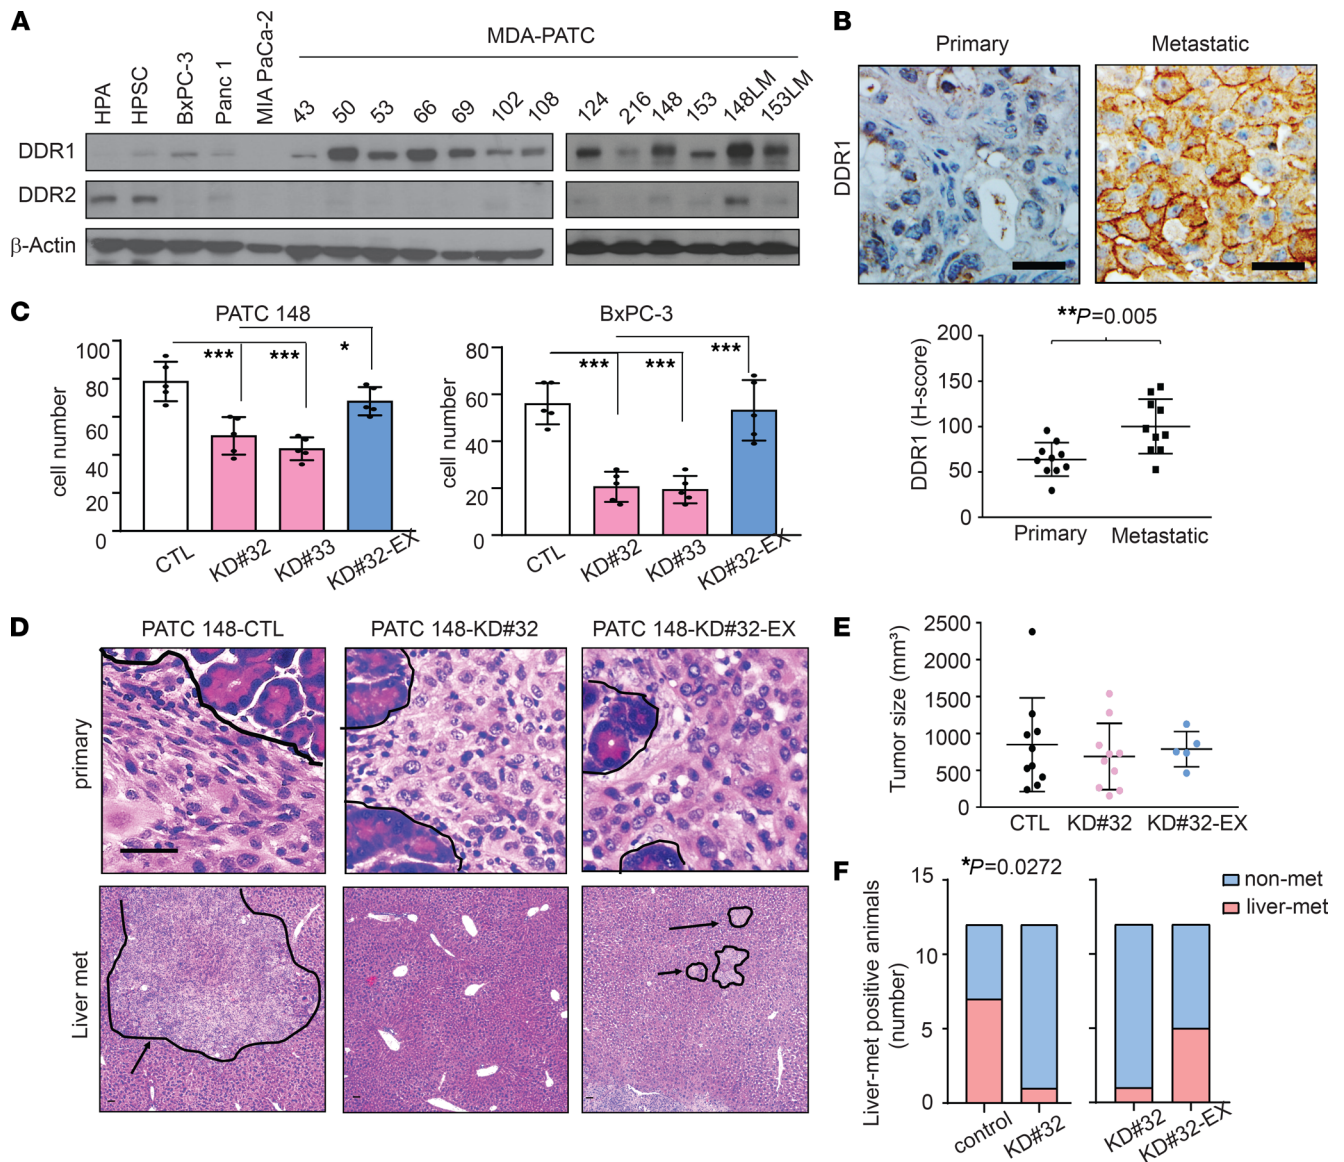 A
MDA-PATC
HPA
HPSC
BxPC-3
Panc 1
MIA PaCa-2
43
50
53
66
69
102
108
124
216
148
153
148LM
153LM
DDR1
DDR2
β-Actin
B
Primary
Metastatic
DDR1
**P=0.005
DDR1 (H-score)
200
150
100
50
0
Primary
Metastatic
C
PATC 148
cell number
100
80
60
40
20
0
***
***
*
CTL
KD#32
KD#33
KD#32-EX
BxPC-3
cell number
80
60
40
20
0
***
***
***
CTL
KD#32
KD#33
KD#32-EX
D
PATC 148-CTL
PATC 148-KD#32
PATC 148-KD#32-EX
primary
Liver met
E
Tumor size (mm³)
2500
2000
1500
1000
500
0
CTL
KD#32
KD#32-EX
F
*P=0.0272
Liver-met positive animals
(number)
15
10
5
0
control
KD#32
KD#32
KD#32-EX
non-met
liver-met